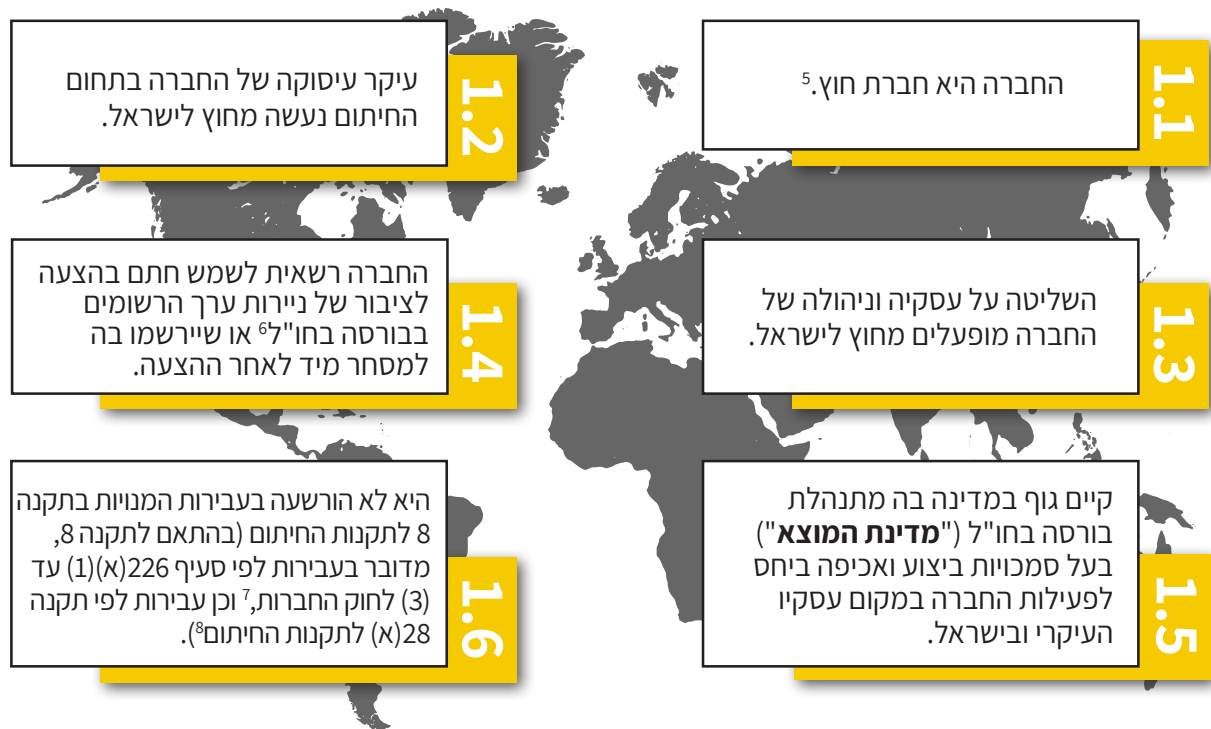 1.1
החברה היא חברת חוץ.5
1.2
עיקר עיסוקה של החברה בתחום
החיתום נעשה מחוץ לישראל.
1.3
השליטה על עסקיה וניהולה של
החברה מופעלים מחוץ לישראל.
1.4
החברה רשאית לשמש חתם בהצעה
לציבור של ניירות ערך הרשומים
בבורסה בחו"ל6 או שיירשמו בה
למסחר מיד לאחר ההצעה.
1.5
קיים גוף במדינה בה מתנהלת
בורסה בחו"ל ("מדינת המוצא")
בעל סמכויות ביצוע ואכיפה ביחס
לפעילות החברה במקום עסקיו
העיקרי ובישראל.
1.6
היא לא הורשעה בעבירות המנויות בתקנה
8 לתקנות החיתום (בהתאם לתקנה 8,
מדובר בעבירות לפי סעיף 226(א)(1) עד
(3) לחוק החברות,7 וכן עבירות לפי תקנה
28(א) לתקנות החיתום8).